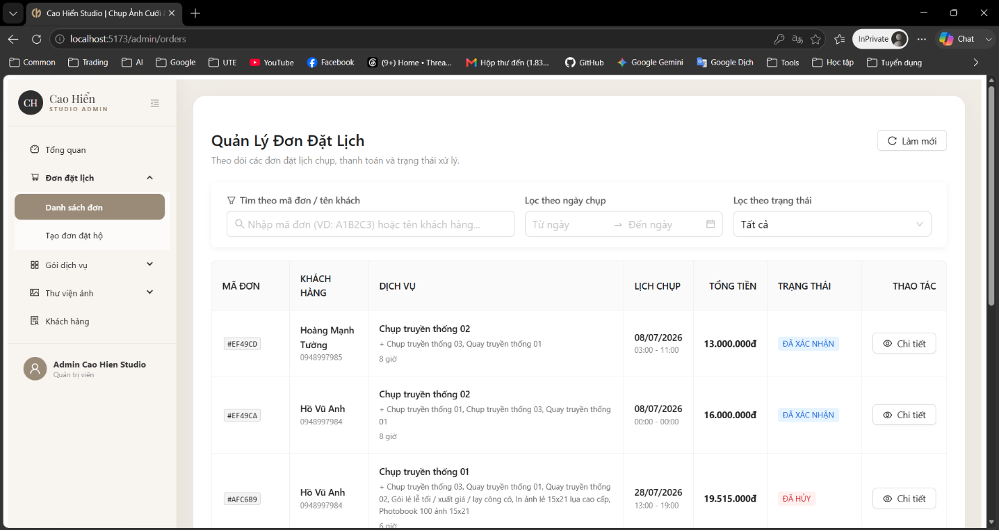 Cao Hiển Studio | Chụp Ảnh Cưới &
localhost:5173/admin/orders
InPrivate
Chat
Common
Trading
AI
Google
UTE
YouTube
Facebook
(9+) Home • Threa...
Hộp thư đến (1.83...
GitHub
Google Gemini
Google Dịch
Tools
Học tập
Tuyển dụng
CH
Cao Hiển
STUDIO ADMIN
Tổng quan
Đơn đặt lịch
Danh sách đơn
Tạo đơn đặt hộ
Gói dịch vụ
Thư viện ảnh
Khách hàng
Admin Cao Hien Studio
Quản trị viên
Quản Lý Đơn Đặt Lịch
Làm mới
Theo dõi các đơn đặt lịch chụp, thanh toán và trạng thái xử lý.
Tìm theo mã đơn / tên khách
Lọc theo ngày chụp
Lọc theo trạng thái
Nhập mã đơn (VD: A1B2C3) hoặc tên khách hàng...
Từ ngày
Đến ngày
Tất cả
MÃ ĐƠN
KHÁCH
HÀNG
DỊCH VỤ
LỊCH CHỤP
TỔNG TIỀN
TRẠNG THÁI
THAO TÁC
#EF49CD
Hoàng Mạnh
Tường
0948997985
Chụp truyền thống 02
+ Chụp truyền thống 03, Quay truyền thống 01
8 giờ
08/07/2026
03:00 - 11:00
13.000.000đ
ĐÃ XÁC NHẬN
Chi tiết
#EF49CA
Hồ Vũ Anh
0948997984
Chụp truyền thống 02
+ Chụp truyền thống 01, Chụp truyền thống 03, Quay truyền thống
01
8 giờ
08/07/2026
00:00 - 00:00
16.000.000đ
ĐÃ XÁC NHẬN
Chi tiết
#AFC6B9
Hồ Vũ Anh
0948997984
Chụp truyền thống 01
+ Chụp truyền thống 03, Quay truyền thống 01, Quay truyền thống
02, Gói lẻ lễ tối / xuất giá / lạy công cô, In ảnh lẻ 15x21 lụa cao cấp,
Photobook 100 ảnh 15x21
6 giờ
28/07/2026
13:00 - 19:00
19.515.000đ
ĐÃ HỦY
Chi tiết